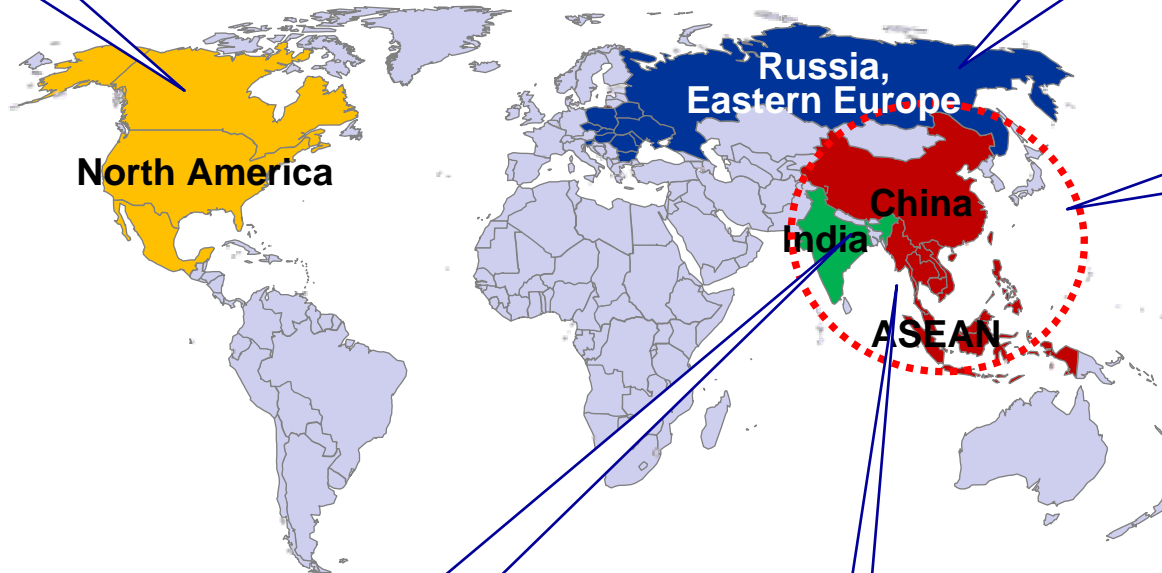 Russia,
Eastern Europe
North America
China
India
ASEAN